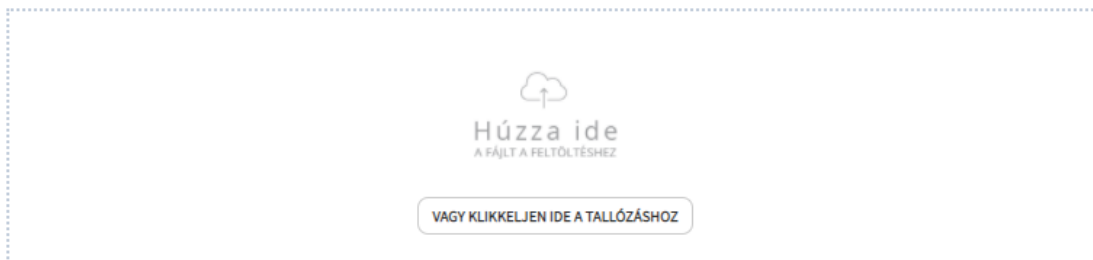 Húzza ide
A FÁJLT A FELTÖLTÉSHEZ
VAGY KLIKKELJEN IDE A TALLÓZÁSHOZ